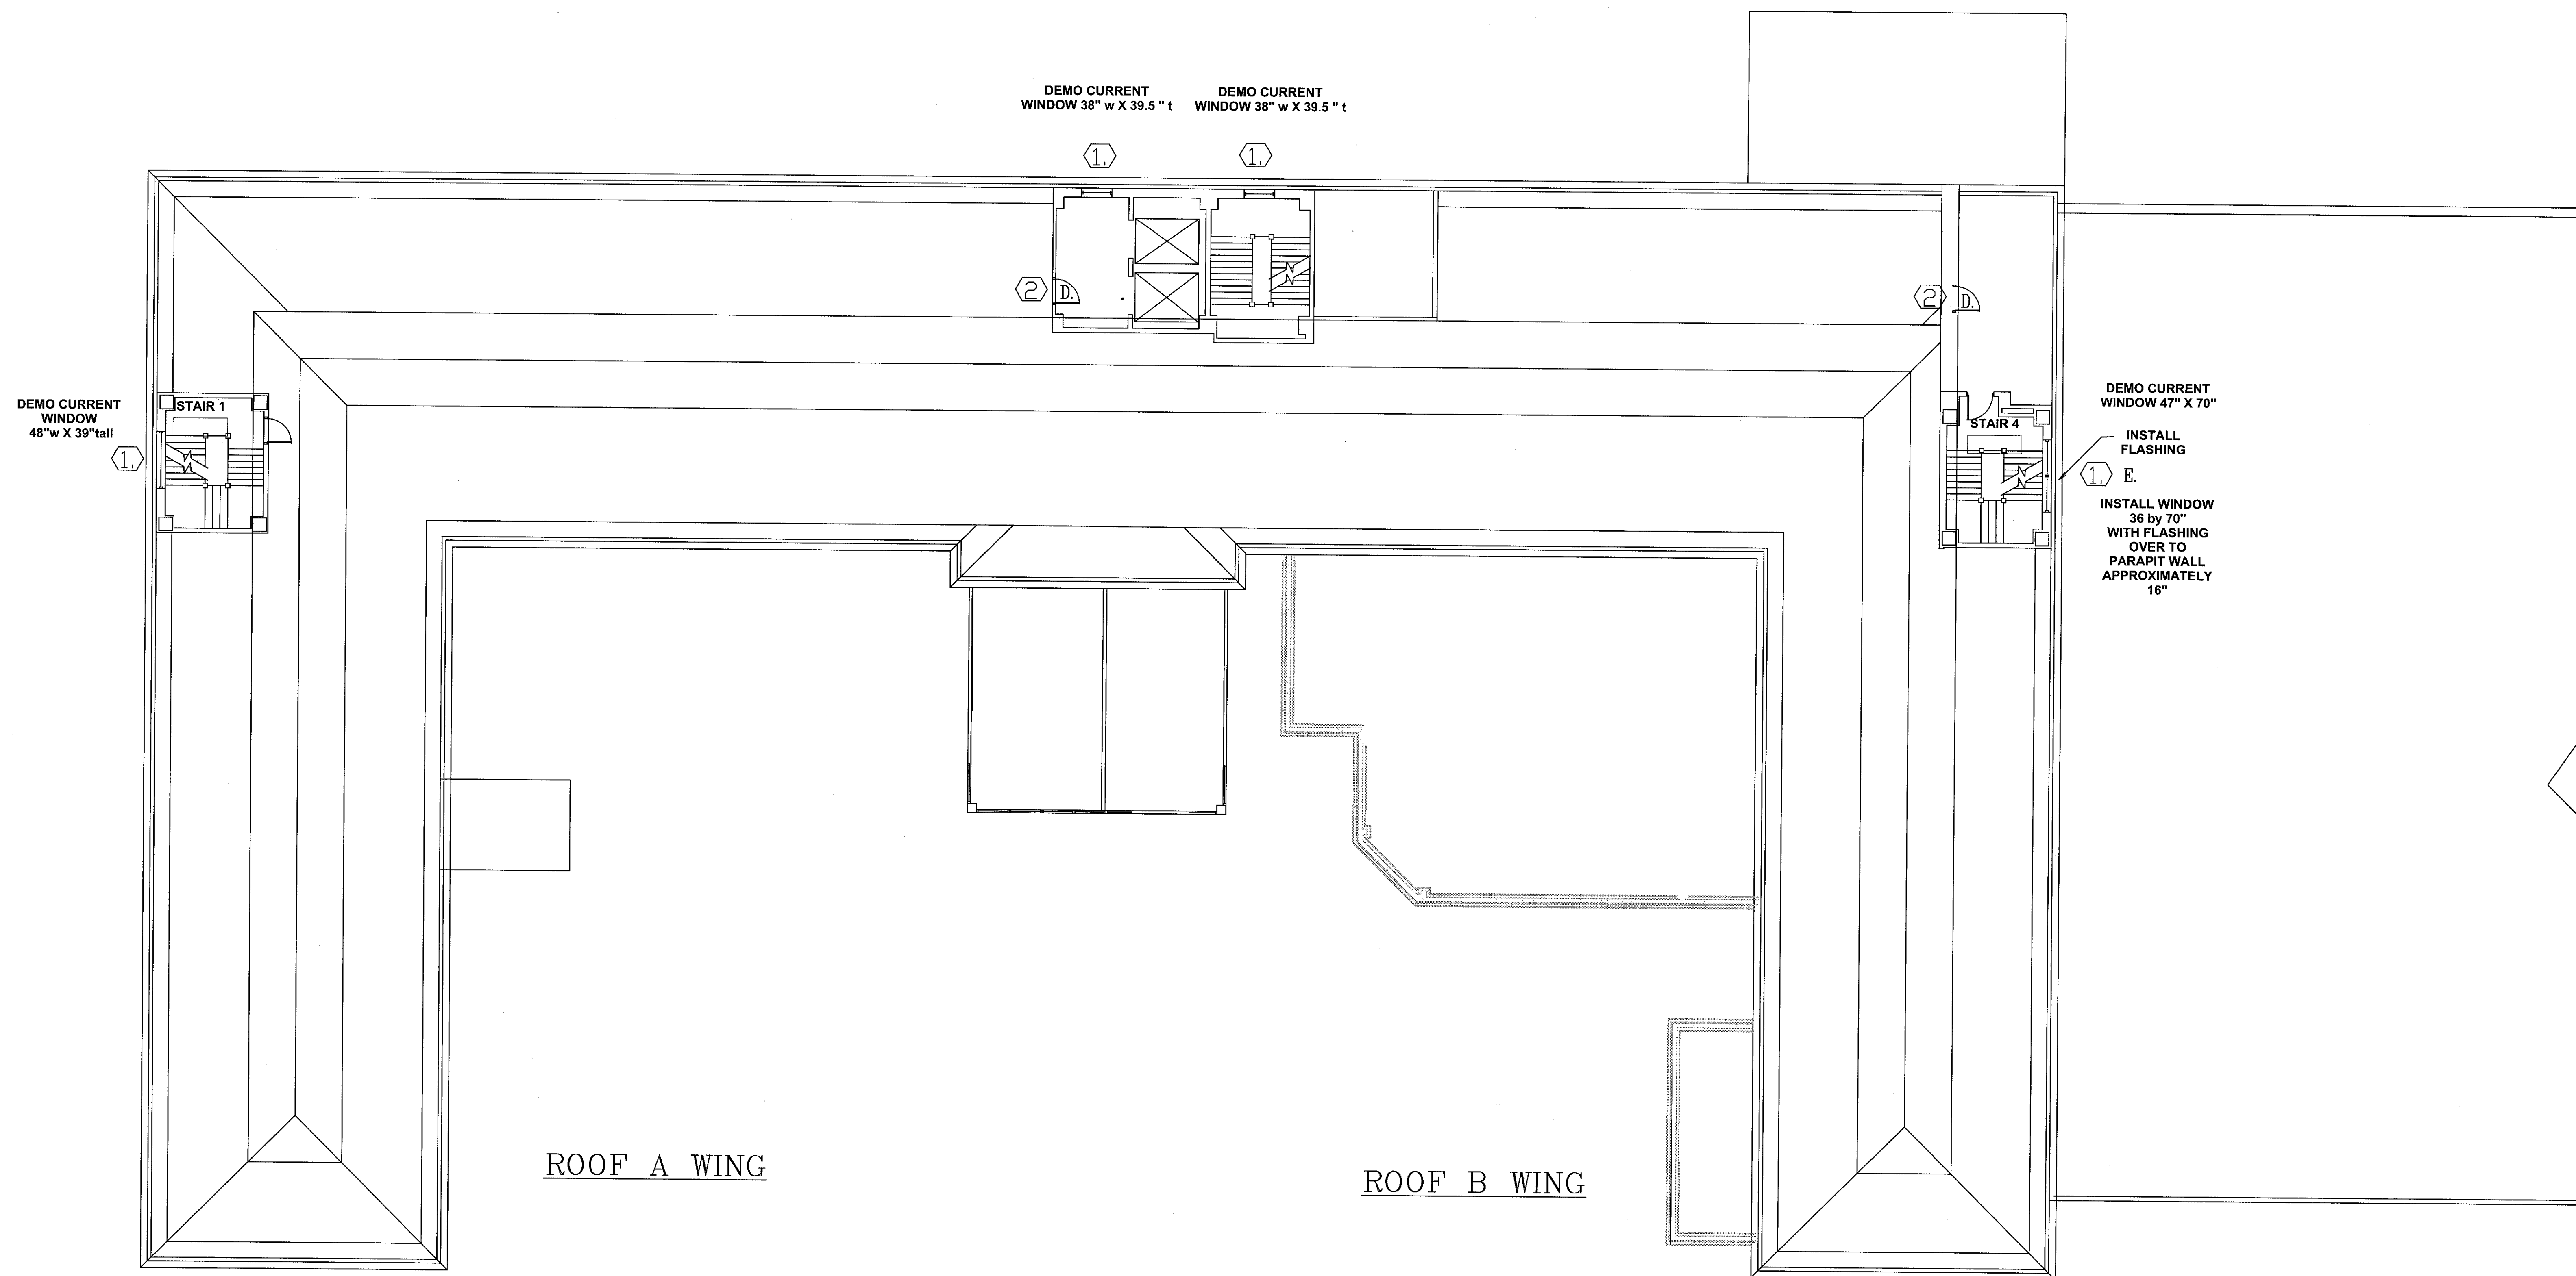 DEMO CURRENT
WINDOW 38" w X 39.5 " t
DEMO CURRENT
WINDOW 38" w X 39.5 " t
1.
1.
2
D.
2
D.
DEMO CURRENT
WINDOW
48"w X 39"tall
1.
STAIR 1
STAIR 4
DEMO CURRENT
WINDOW 47" X 70"
INSTALL
FLASHING
1.
E.
INSTALL WINDOW
36 by 70"
WITH FLASHING
OVER TO
PARAPIT WALL
APPROXIMATELY
16"
ROOF A WING
ROOF B WING